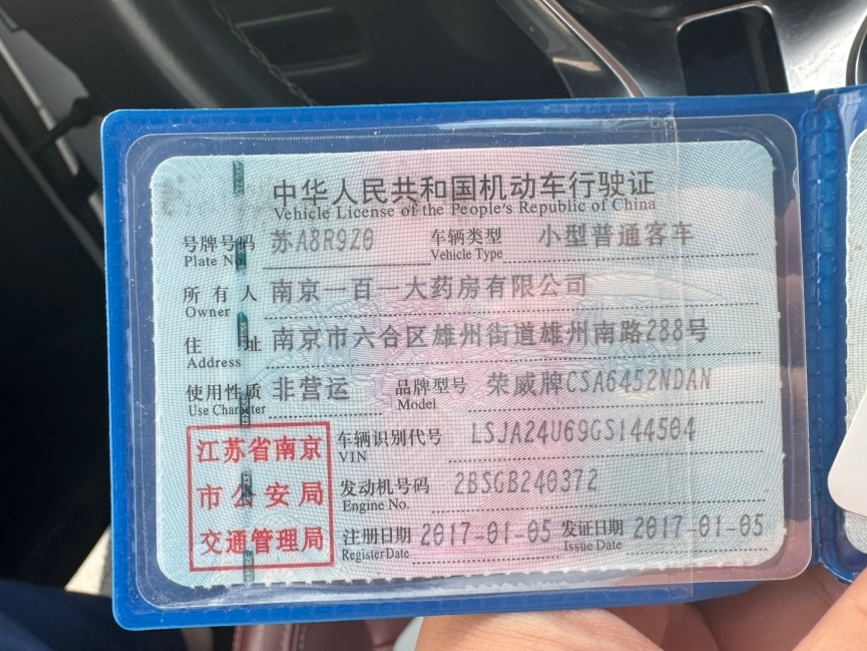 中华人民共和国机动车行驶证
Vehicle License of the People's Republic of China
号牌号码 苏A8R9Z0 车辆类型 小型普通客车
Plate No. Vehicle Type
所有人 南京一百一大药房有限公司
Owner
住址 南京市六合区雄州街道雄州南路288号
Address
使用性质 非营运 品牌型号 荣威牌CSA6452NDAN
Use Character Model
车辆识别代号 LSJA24U69GS144504
VIN
发动机号码 2BSGB240372
Engine No.
注册日期 2017-01-05 发证日期 2017-01-05
Register Date Issue Date
江苏省南京
市公安局
交通管理局